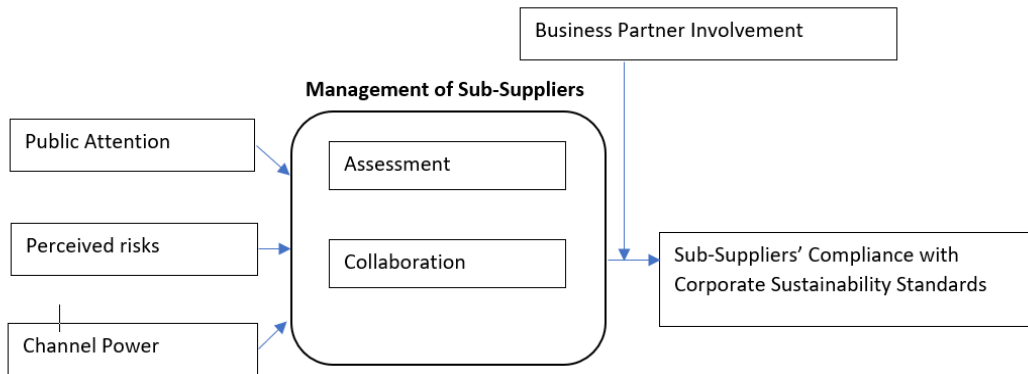 Business Partner Involvement
Management of Sub-Suppliers
Public Attention
Assessment
Perceived risks
Collaboration
Sub-Suppliers’ Compliance with
Corporate Sustainability Standards
Channel Power